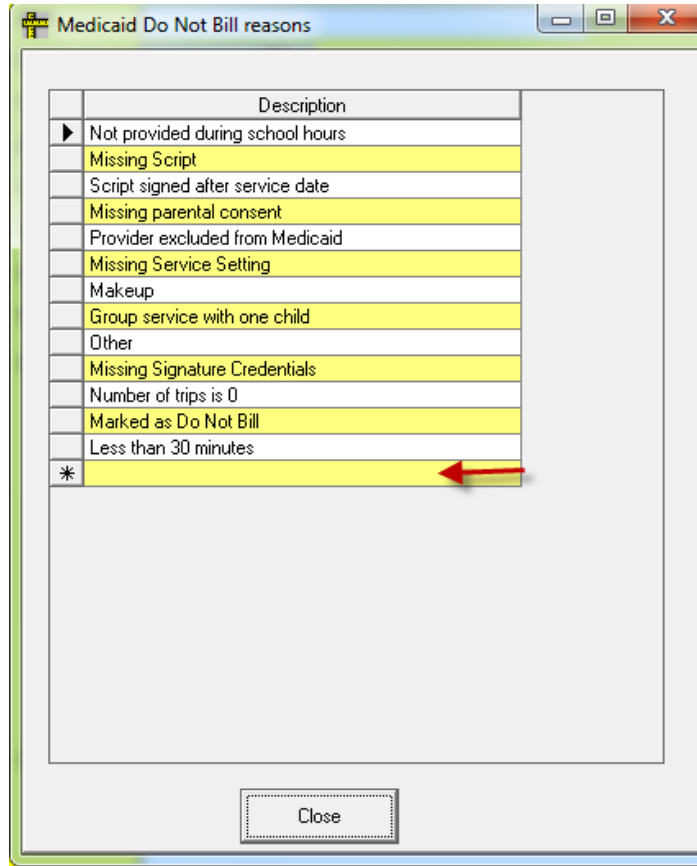 Medicaid Do Not Bill reasons
Description
Not provided during school hours
Missing Script
Script signed after service date
Missing parental consent
Provider excluded from Medicaid
Missing Service Setting
Makeup
Group service with one child
Other
Missing Signature Credentials
Number of trips is 0
Marked as Do Not Bill
Less than 30 minutes
Close